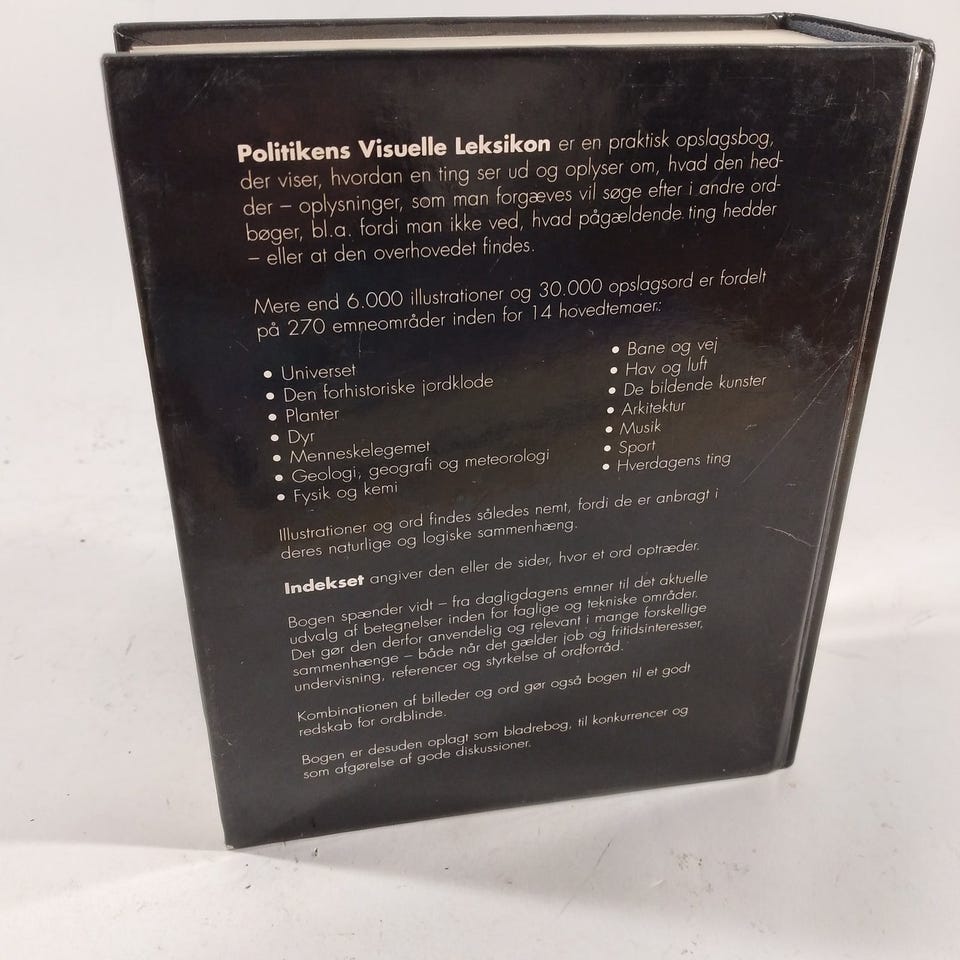 Politikens Visuelle Leksikon er en praktisk opslagsbog,
der viser, hvordan en ting ser ud og oplyser om, hvad den hed-
der – oplysninger, som man forgæves vil søge efter i andre ord-
bøger, bl.a. fordi man ikke ved, hvad pågældende ting hedder
– eller at den overhovedet findes.
Mere end 6.000 illustrationer og 30.000 opslagsord er fordelt
på 270 emneområder inden for 14 hovedtemaer:
• Universet
• Den forhistoriske jordklode
• Planter
• Dyr
• Menneskelegemet
• Geologi, geografi og meteorologi
• Fysik og kemi
• Bane og vej
• Hav og luft
• De bildende kunster
• Arkitektur
• Musik
• Sport
• Hverdagens ting
Illustrationer og ord findes således nemt, fordi de er anbragt i
deres naturlige og logiske sammenhæng.
Indekset angiver den eller de sider, hvor et ord optræder.
Bogen spænder vidt – fra dagligdagens emner til det aktuelle
udvalg af betegnelser inden for faglige og tekniske områder.
Det gør den derfor anvendelig og relevant i mange forskellige
sammenhænge – både når det gælder job og fritidsinteresser,
undervisning, referencer og styrkelse af ordforråd.
Kombinationen af billeder og ord gør også bogen til et godt
redskab for ordblinde.
Bogen er desuden oplagt som bladrebog, til konkurrencer og
som afgørelse af gode diskussioner.